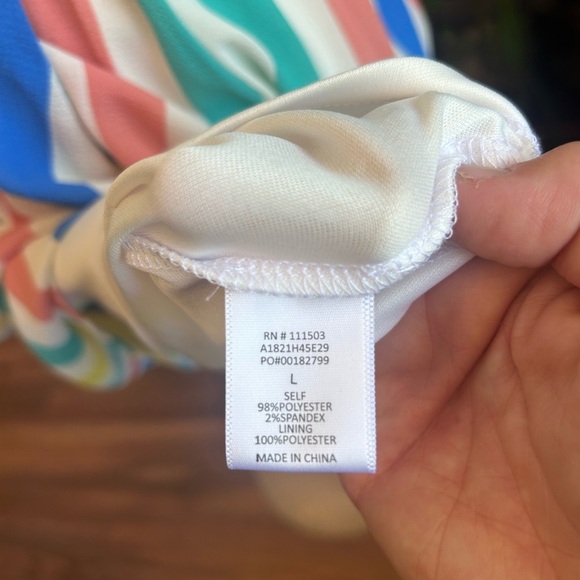 RN # 111503
A1821H45E29
PO#00182799
L
SELF
98%POLYESTER
2%SPANDEX
LINING
100%POLYESTER
MADE IN CHINA